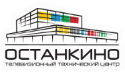 ОСТАНКИНО
ТЕЛЕВИЗИОННЫЙ ТЕХНИЧЕСКИЙ ЦЕНТР